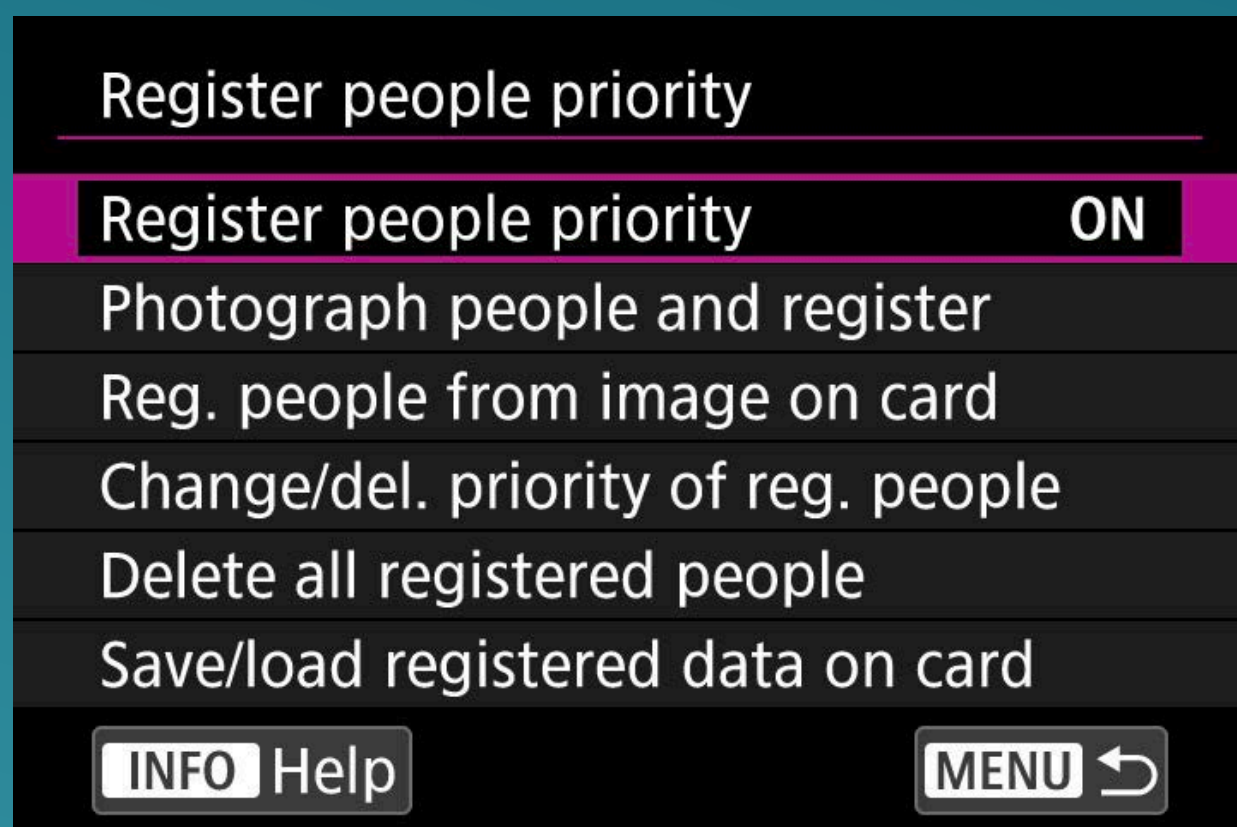 Register people priority
Register people priority ON
Photograph people and register
Reg. people from image on card
Change/del. priority of reg. people
Delete all registered people
Save/load registered data on card
INFO Help MENU